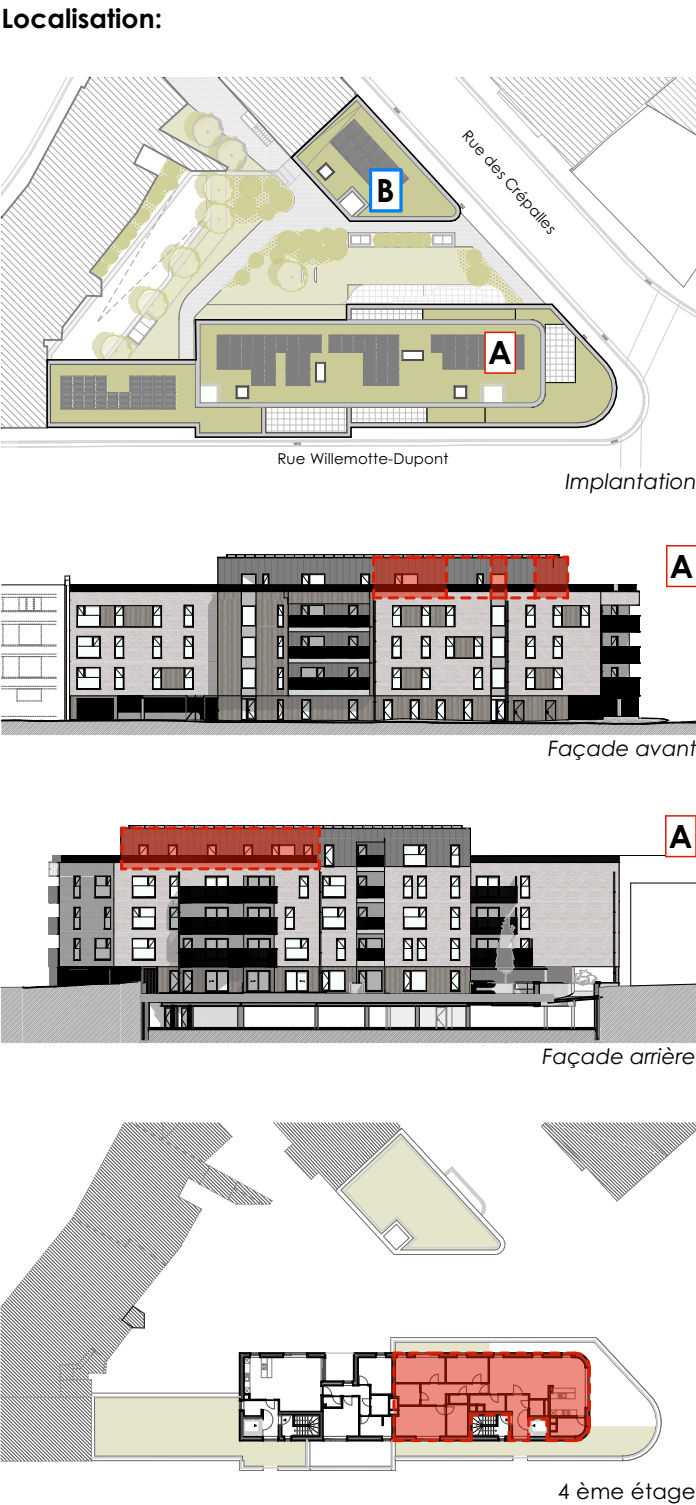 Localisation:
Rue des Crépalles
B
A
Rue Willemotte-Dupont
Implantation
A
Façade avant
A
Façade arrière
4 ème étage